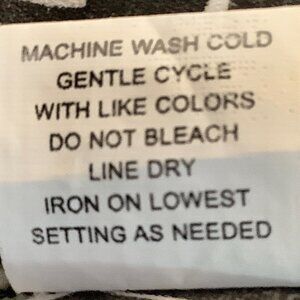 MACHINE WASH COLD
GENTLE CYCLE
WITH LIKE COLORS
DO NOT BLEACH
LINE DRY
IRON ON LOWEST
SETTING AS NEEDED